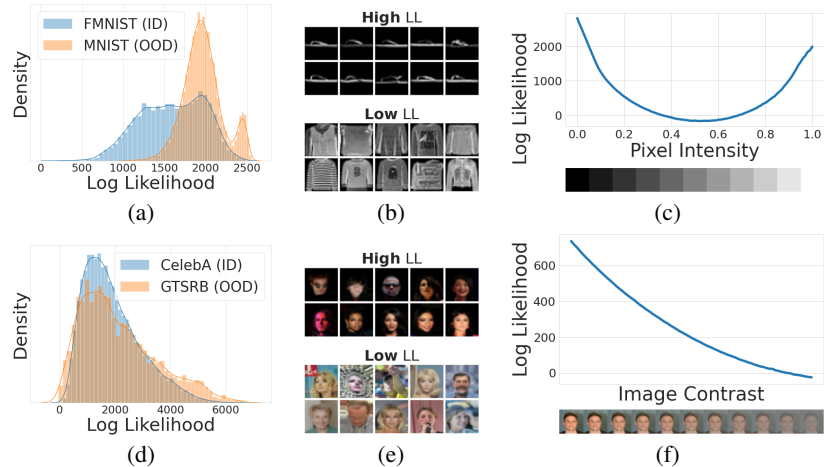 FMNIST (ID)
MNIST (OOD)
Density
0 500 1000 1500 2000 2500
Log Likelihood
(a)
High LL
Low LL
(b)
Log Likelihood
2000
1000
0
0.0 0.2 0.4 0.6 0.8 1.0
Pixel Intensity
(c)
CelebA (ID)
GTSRB (OOD)
Density
0 2000 4000 6000
Log Likelihood
(d)
High LL
Low LL
(e)
Log Likelihood
600
400
200
0
Image Contrast
(f)